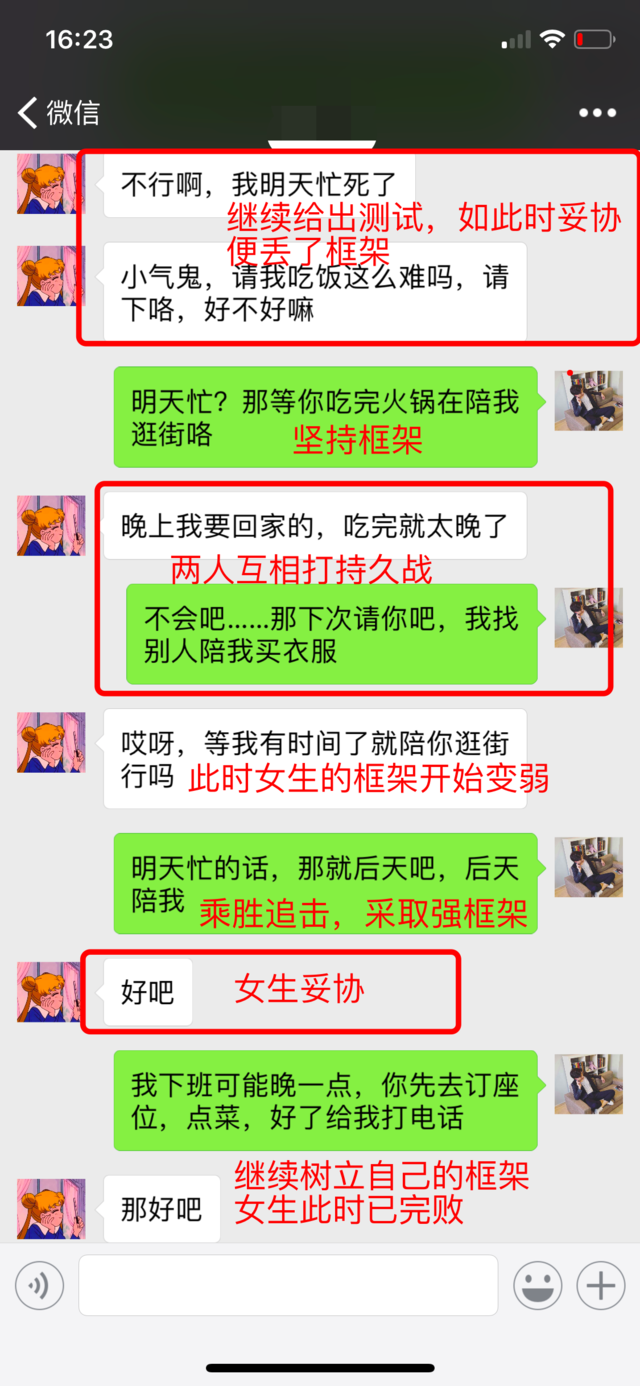 16:23
微信
不行啊，我明天忙死了
继续给出测试，如此时妥协
便丢了框架
小气鬼，请我吃饭这么难吗，请
下咯，好不好嘛
明天忙？那等你吃完火锅在陪我
逛街咯
坚持框架
晚上我要回家的，吃完就太晚了
两人互相打持久战
不会吧......那下次请你吧，我找
别人陪我买衣服
哎呀，等我有时间了就陪你逛街
行吗
此时女生的框架开始变弱
明天忙的话，那就后天吧，后天
陪我
乘胜追击，采取强框架
好吧
女生妥协
我下班可能晚一点，你先去订座
位，点菜，好了给我打电话
继续树立自己的框架
女生此时已完败
那好吧